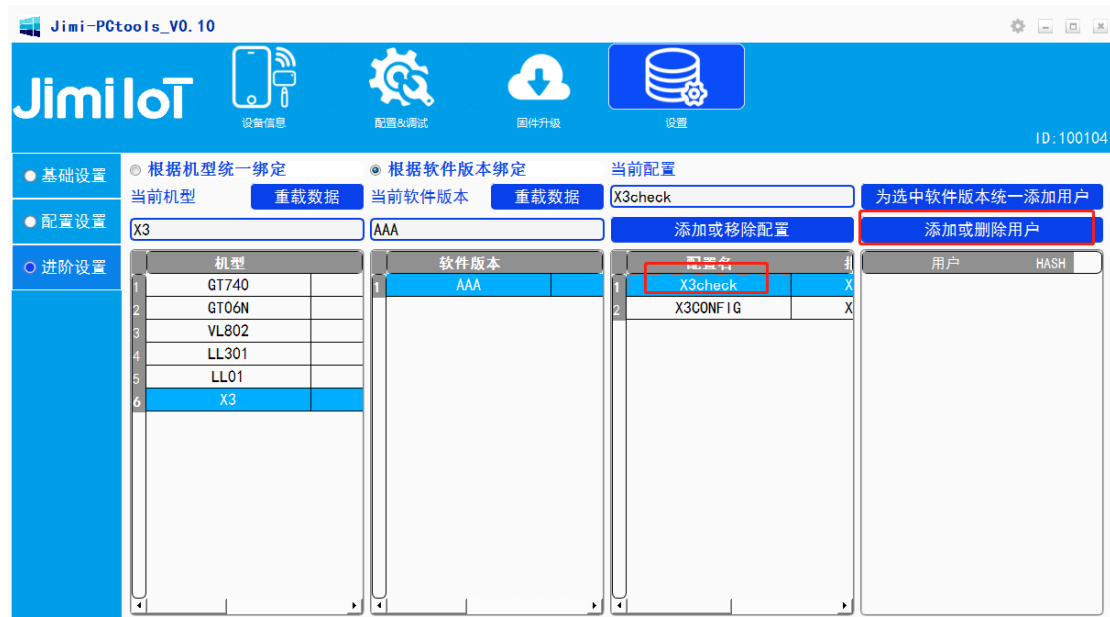 Jimi-PCtools_V0.10
Jimi IoT
设备信息
配置&调试
固件升级
设置
ID:100104
基础设置
配置设置
进阶设置
根据机型统一绑定
根据软件版本绑定
当前配置
当前机型
重载数据
当前软件版本
重载数据
X3check
为选中软件版本统一添加用户
X3
AAA
添加或移除配置
添加或删除用户
机型
软件版本
配置名
用户
HASH
1
GT740
2
GT06N
3
VL802
4
LL301
5
LL01
6
X3
1
AAA
1
X3check
X
2
X3CONFIG
X